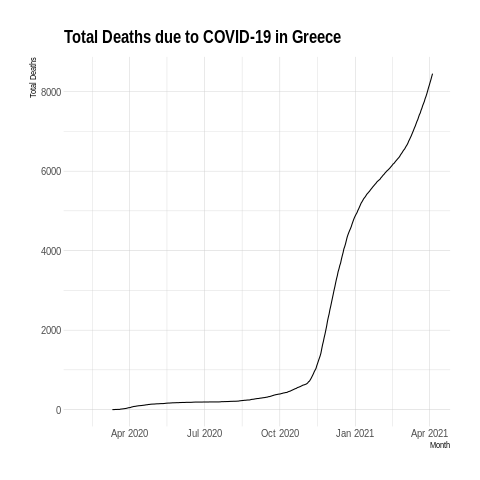 Total Deaths due to COVID-19 in Greece
Total Deaths
8000
6000
4000
2000
0
Apr 2020 Jul 2020 Oct 2020 Jan 2021 Apr 2021
Month